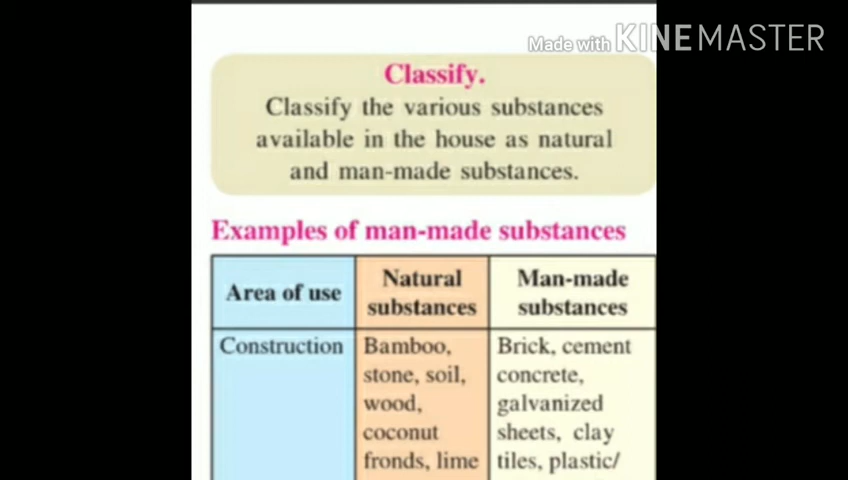 Made with KINEMASTER
Classify.
Classify the various substances
available in the house as natural
and man-made substances.
Examples of man-made substances
Area of use
Natural
substances
Man-made
substances
Construction
Bamboo,
stone, soil,
wood,
coconut
fronds, lime
Brick, cement
concrete,
galvanized
sheets, clay
tiles, plastic/